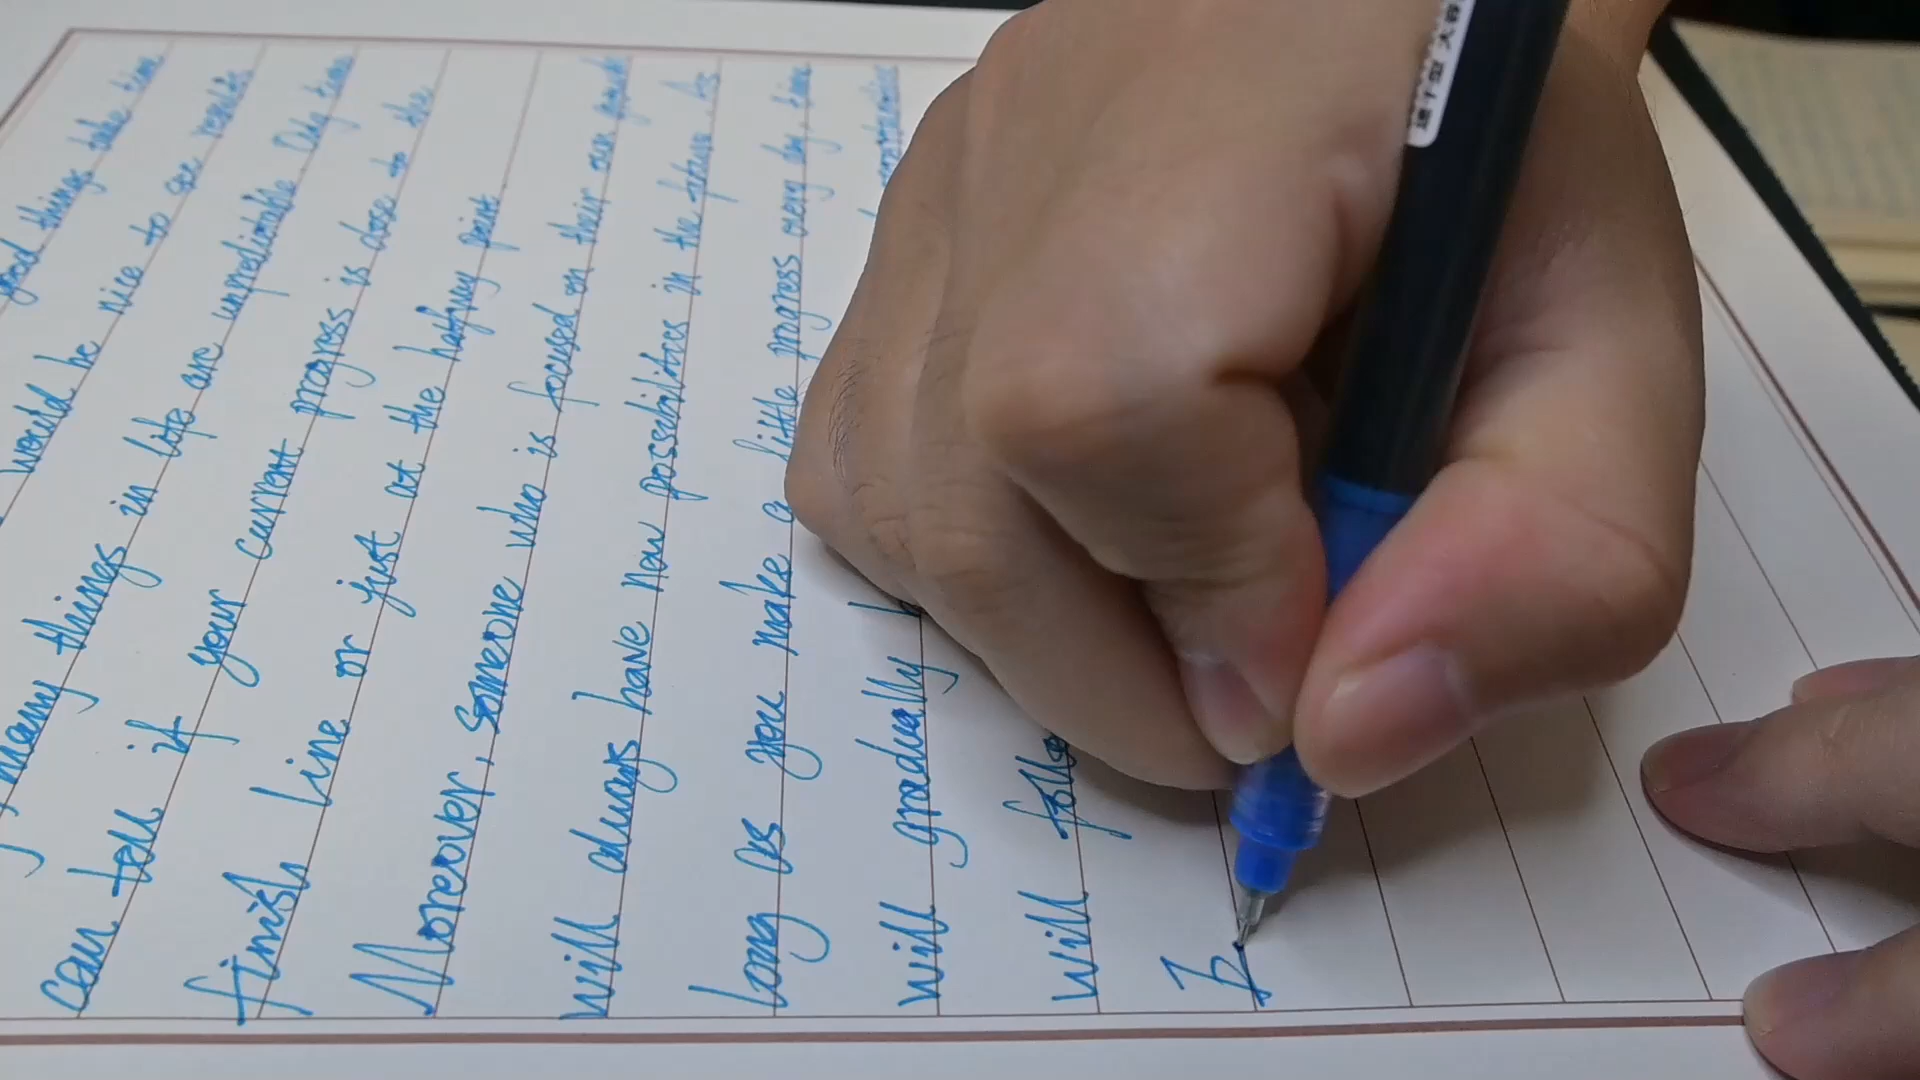 good things take time
would be nice to see results
many things in life are unpredictable. Only time
can tell if your current progress is close to the
finish line or just at the halfway point
Moreover, someone who is focused on their own
will always have new possibilities in the future. As
long as you make a little progress every day, time
will gradually
will
大容量